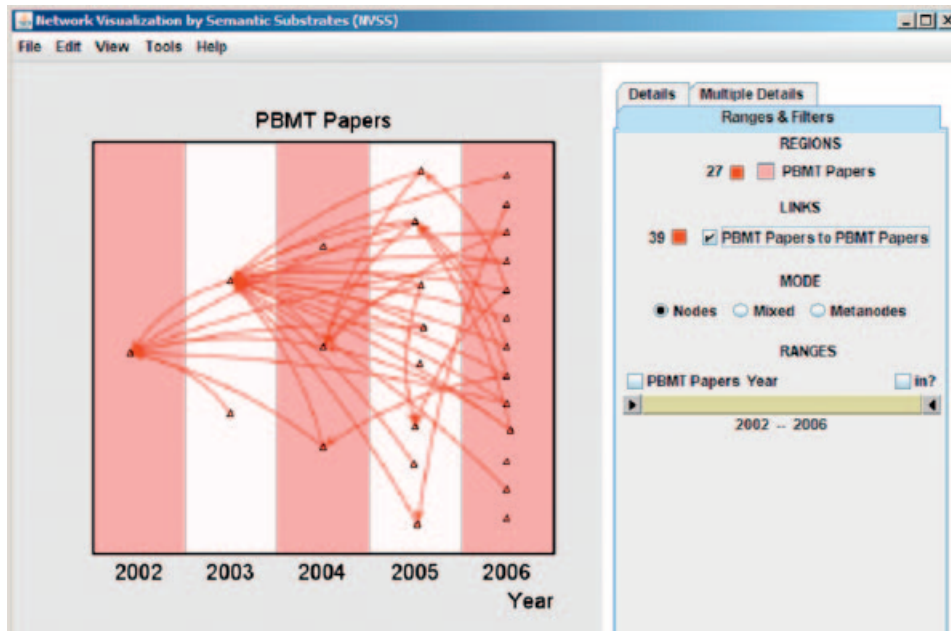 Network Visualization by Semantic Substrates (NVSS)
File Edit View Tools Help
PBMT Papers
2002 2003 2004 2005 2006
Year
Details Multiple Details
Ranges & Filters
REGIONS
27 PBMT Papers
LINKS
39 PBMT Papers to PBMT Papers
MODE
Nodes Mixed Metanodes
RANGES
PBMT Papers Year in?
2002 -- 2006